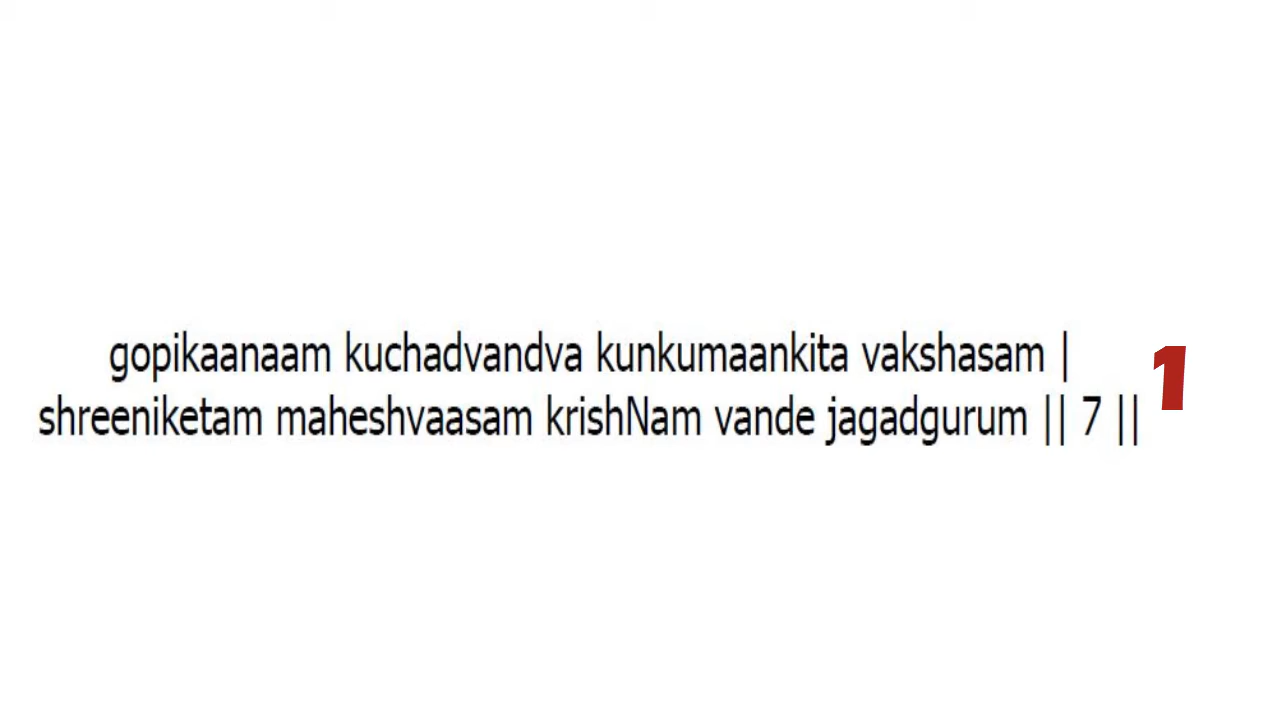 gopikaanaam kuchadvandva kunkumaankita vakshasam |
shreeniketam maheshvaasam krishNam vande jagadgurum || 7 ||
1